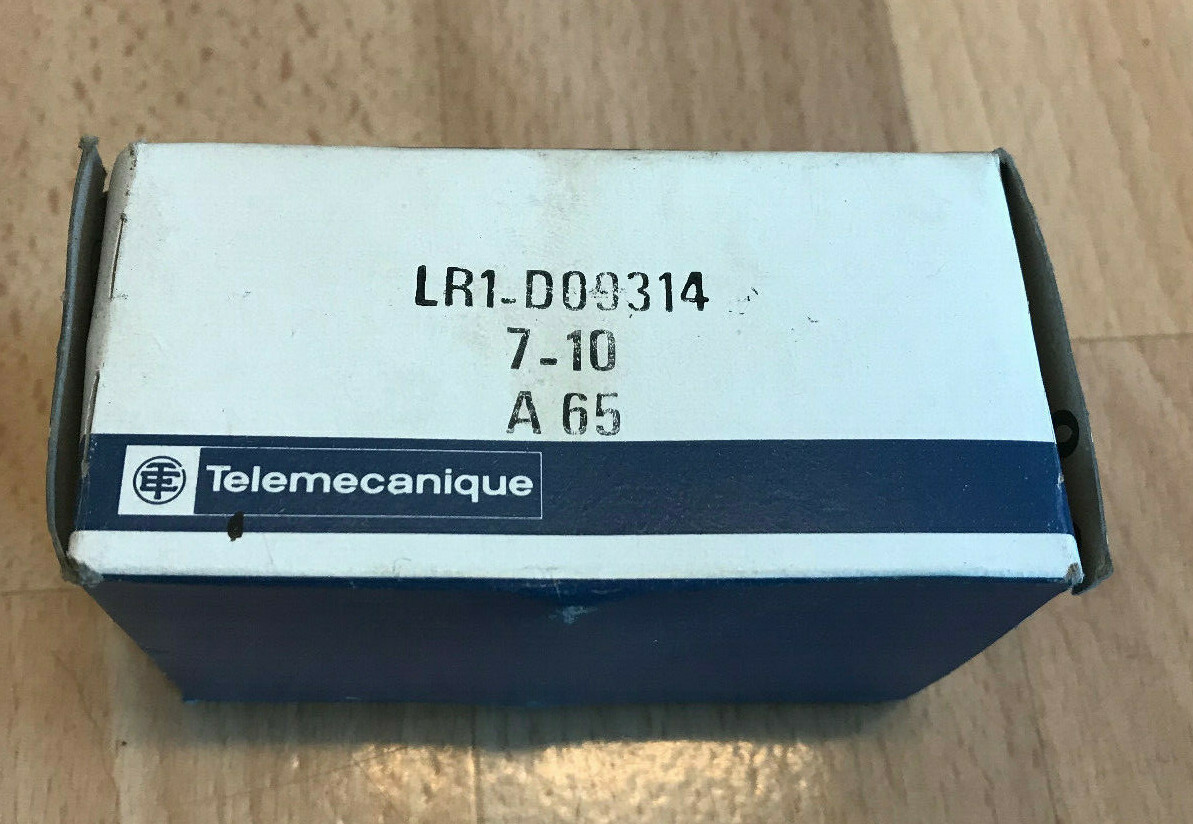 LR1-D09314
7-10
A 65
Telemecanique